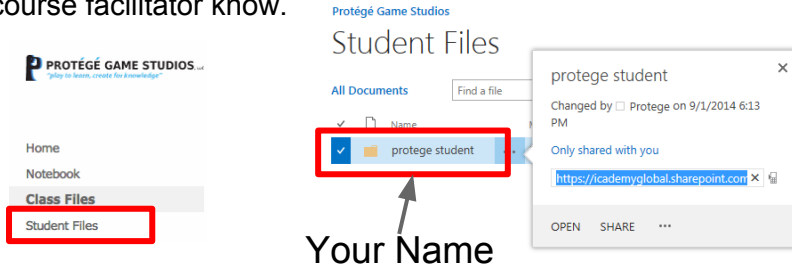 course facilitator know.
PROTÉGÉ GAME STUDIOS
"play to learn, create for knowledge"
Home
Notebook
Class Files
Student Files
Protégé Game Studios
Student Files
All Documents
Find a file
Name
protege student
...
protege student
Changed by Protege on 9/1/2014 6:13
PM
Only shared with you
https://icademyglobal.sharepoint.com
OPEN SHARE ...
Your Name